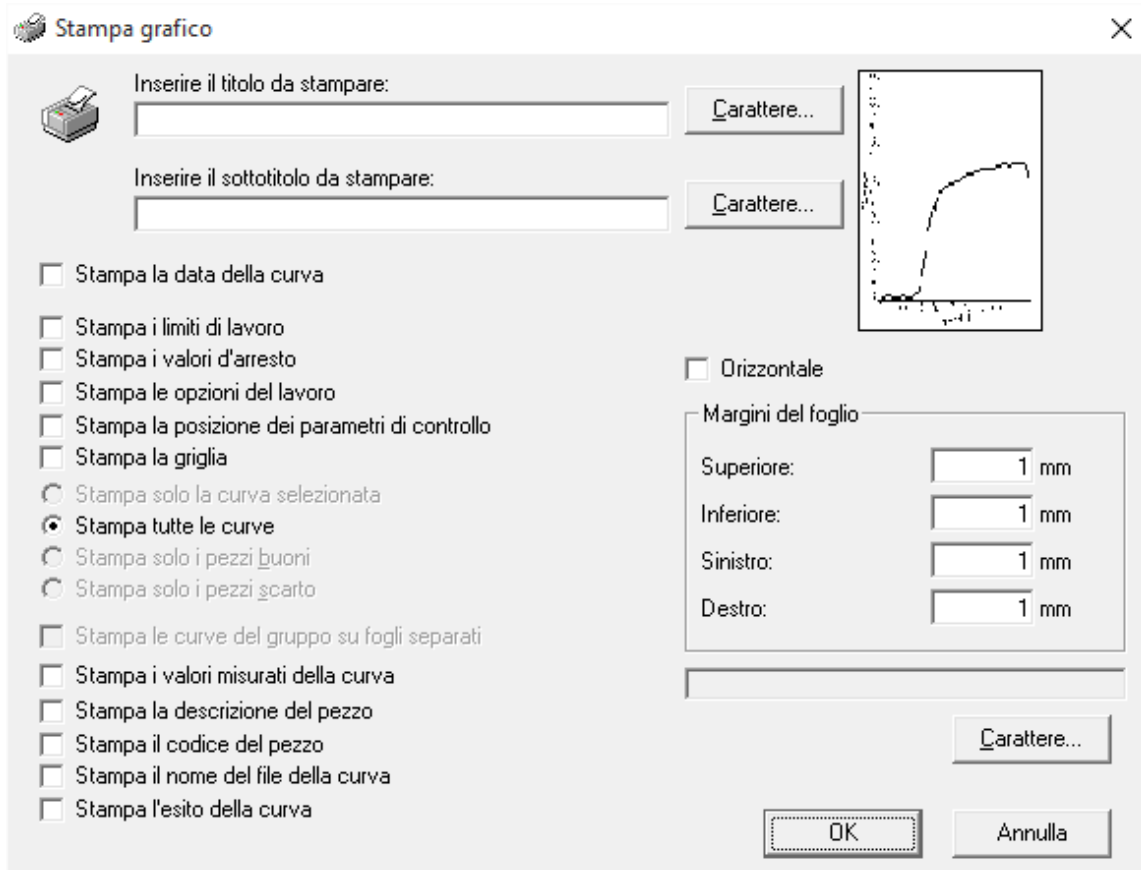 Stampa grafico
Inserire il titolo da stampare:
Carattere...
Inserire il sottotitolo da stampare:
Carattere...
Stampa la data della curva
Stampa i limiti di lavoro
Stampa i valori d'arresto
Stampa le opzioni del lavoro
Stampa la posizione dei parametri di controllo
Stampa la griglia
Stampa solo la curva selezionata
Stampa tutte le curve
Stampa solo i pezzi buoni
Stampa solo i pezzi scarto
Stampa le curve del gruppo su fogli separati
Stampa i valori misurati della curva
Stampa la descrizione del pezzo
Stampa il codice del pezzo
Stampa il nome del file della curva
Stampa l'esito della curva
Orizzontale
Margini del foglio
Superiore: 1 mm
Inferiore: 1 mm
Sinistro: 1 mm
Destro: 1 mm
Carattere...
OK Annulla